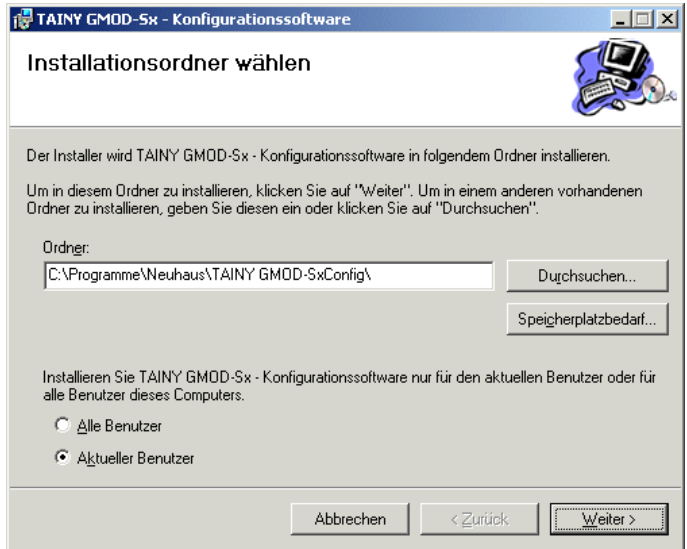 TAINY GMOD-Sx - Konfigurationssoftware
Installationsordner wählen
Der Installer wird TAINY GMOD-Sx - Konfigurationssoftware in folgendem Ordner installieren.
Um in diesem Ordner zu installieren, klicken Sie auf "Weiter". Um in einem anderen vorhandenen
Ordner zu installieren, geben Sie diesen ein oder klicken Sie auf "Durchsuchen".
Ordner:
C:\Programme\Neuhaus\TAINY GMOD-SxConfig\
Durchsuchen...
Speicherplatzbedarf...
Installieren Sie TAINY GMOD-Sx - Konfigurationssoftware nur für den aktuellen Benutzer oder für
alle Benutzer dieses Computers.
Alle Benutzer
Aktueller Benutzer
Abbrechen
< Zurück
Weiter >